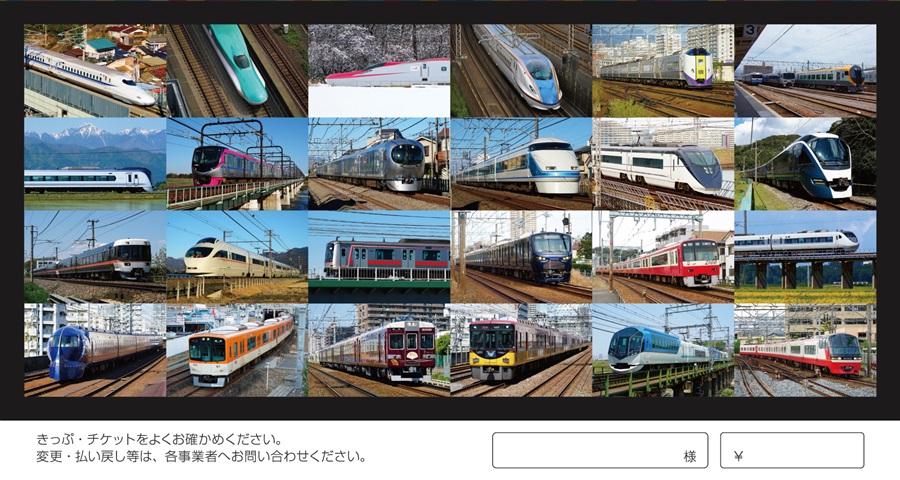 きっぷ・チケットをよくお確かめください。
変更・払い戻し等は、各事業者へお問い合わせください。
様
￥